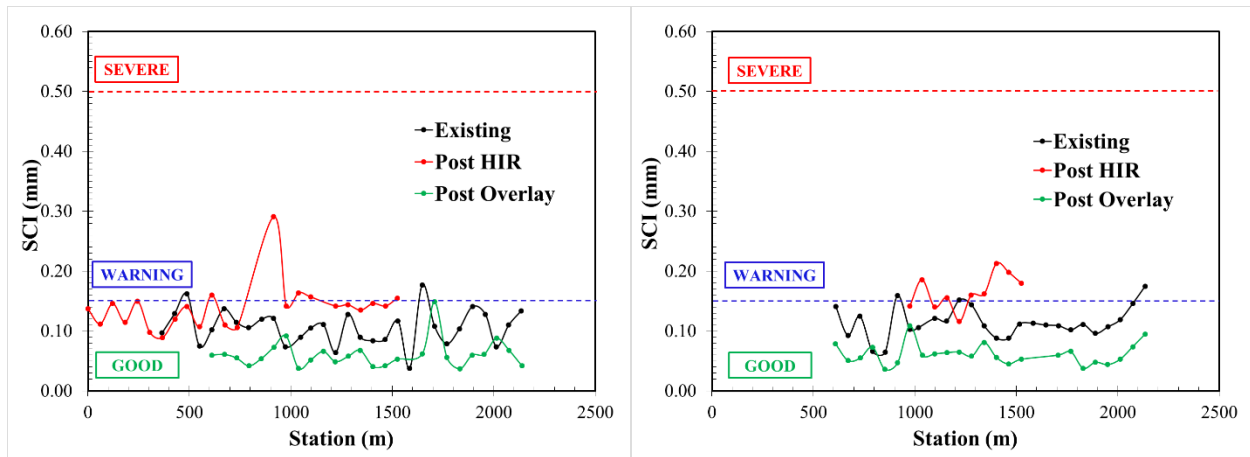 0.60
0.50
0.40
0.30
0.20
0.10
0.00
SCI (mm)
SEVERE
WARNING
GOOD
Existing
Post HIR
Post Overlay
0 500 1000 1500 2000 2500
Station (m)
0.60
0.50
0.40
0.30
0.20
0.10
0.00
SCI (mm)
SEVERE
WARNING
GOOD
Existing
Post HIR
Post Overlay
0 500 1000 1500 2000 2500
Station (m)